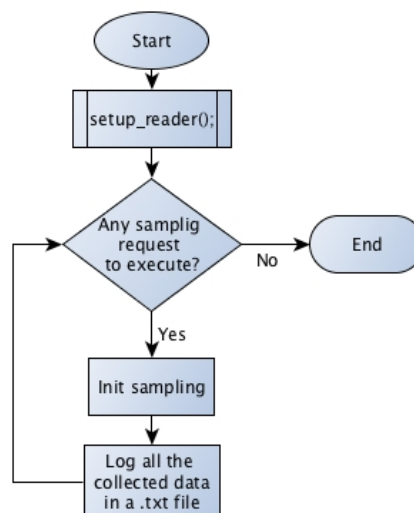 Start
setup_reader();
Any samplig
request
to execute?
No
End
Yes
Init sampling
Log all the
collected data
in a .txt file